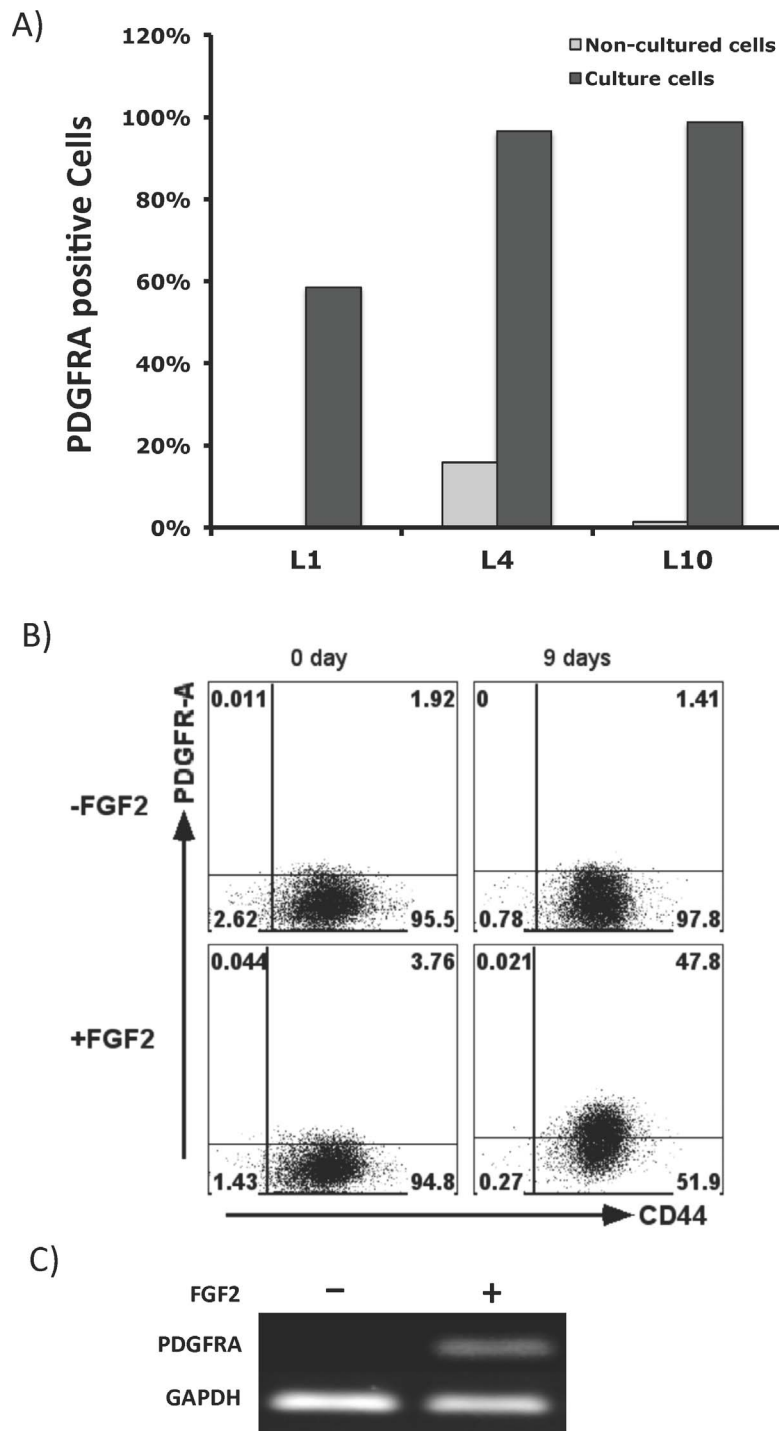 A)
120%
100%
80%
60%
40%
20%
0%
PDGFRA positive Cells
Non-cultured cells
Culture cells
L1 L4 L10
B)
0 day 9 days
PDGFR-A
-FGF2
0.011 1.92
2.62 95.5
0 1.41
0.78 97.8
+FGF2
0.044 3.76
1.43 94.8
0.021 47.8
0.27 51.9
CD44
C)
FGF2 − +
PDGFRA
GAPDH